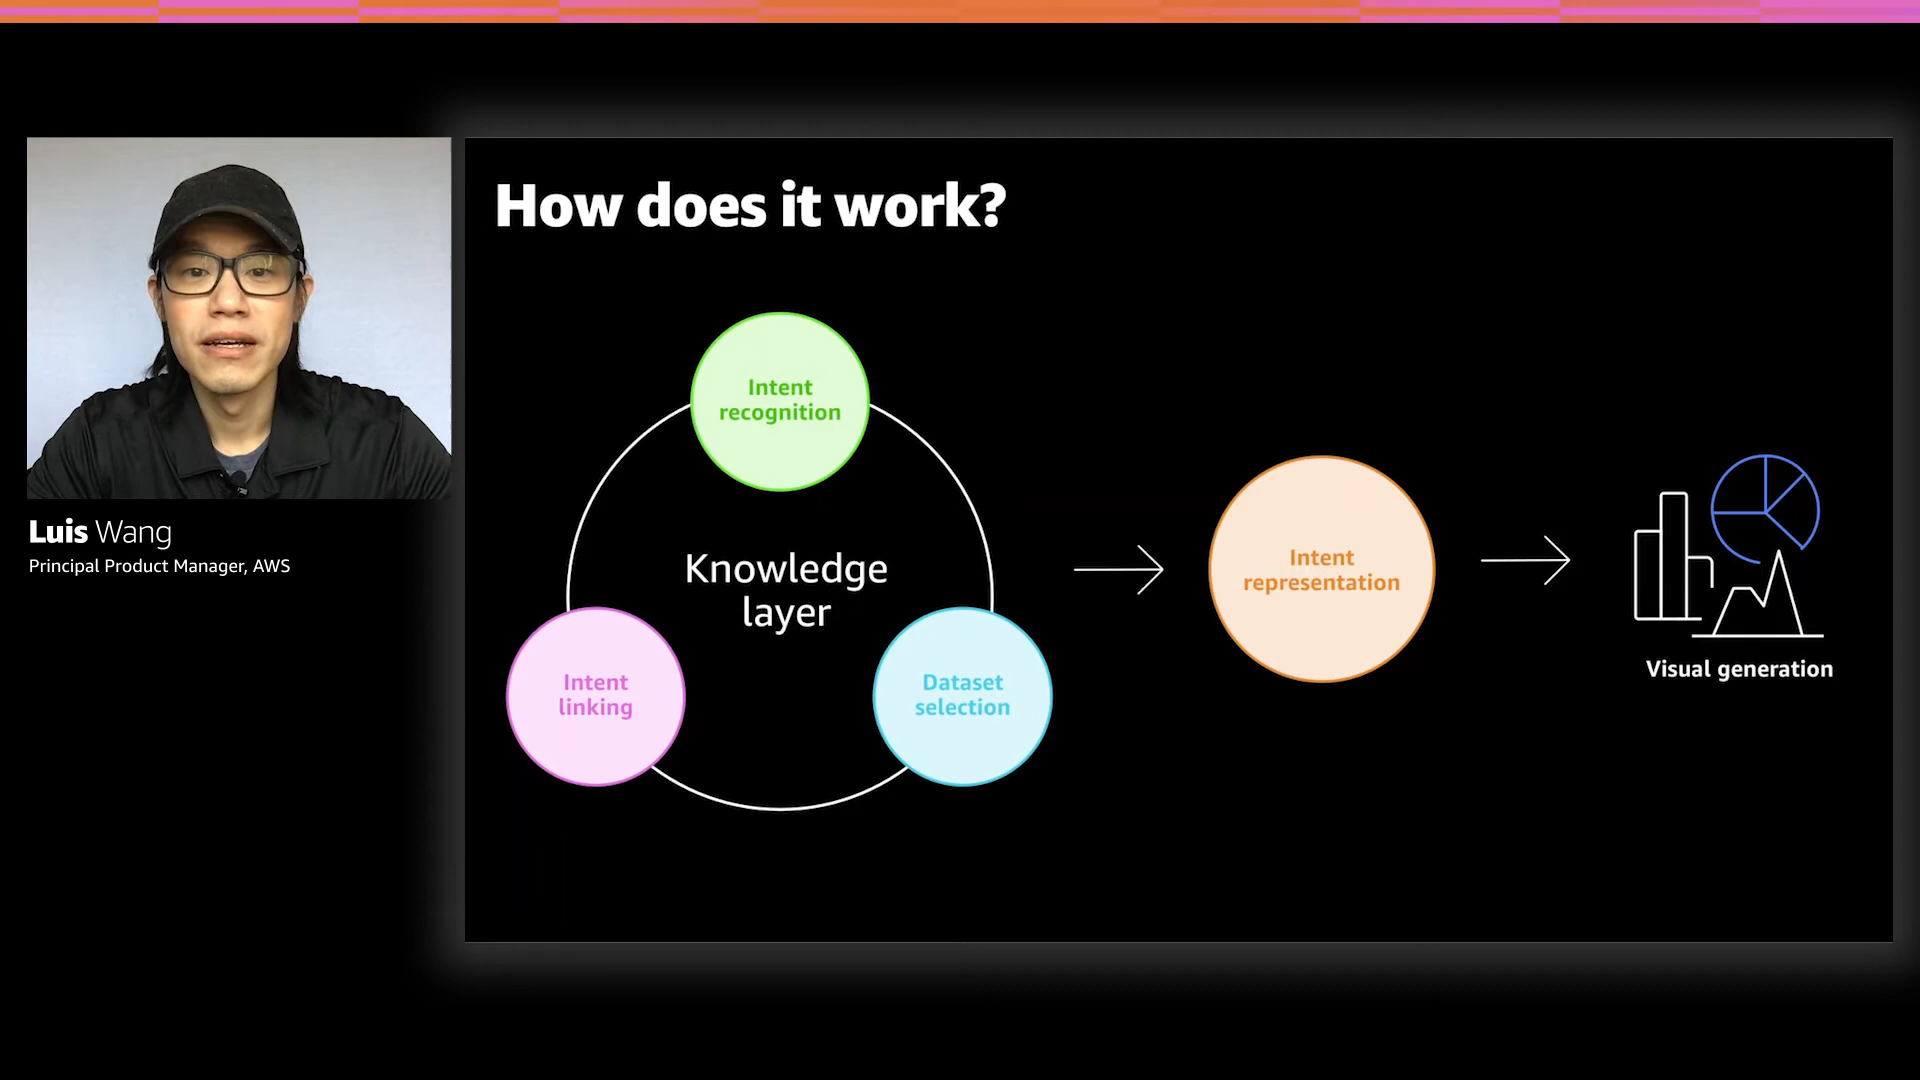 How does it work?
Intent
recognition
Knowledge
layer
Intent
linking
Dataset
selection
Intent
representation
Visual generation
Luis Wang
Principal Product Manager, AWS